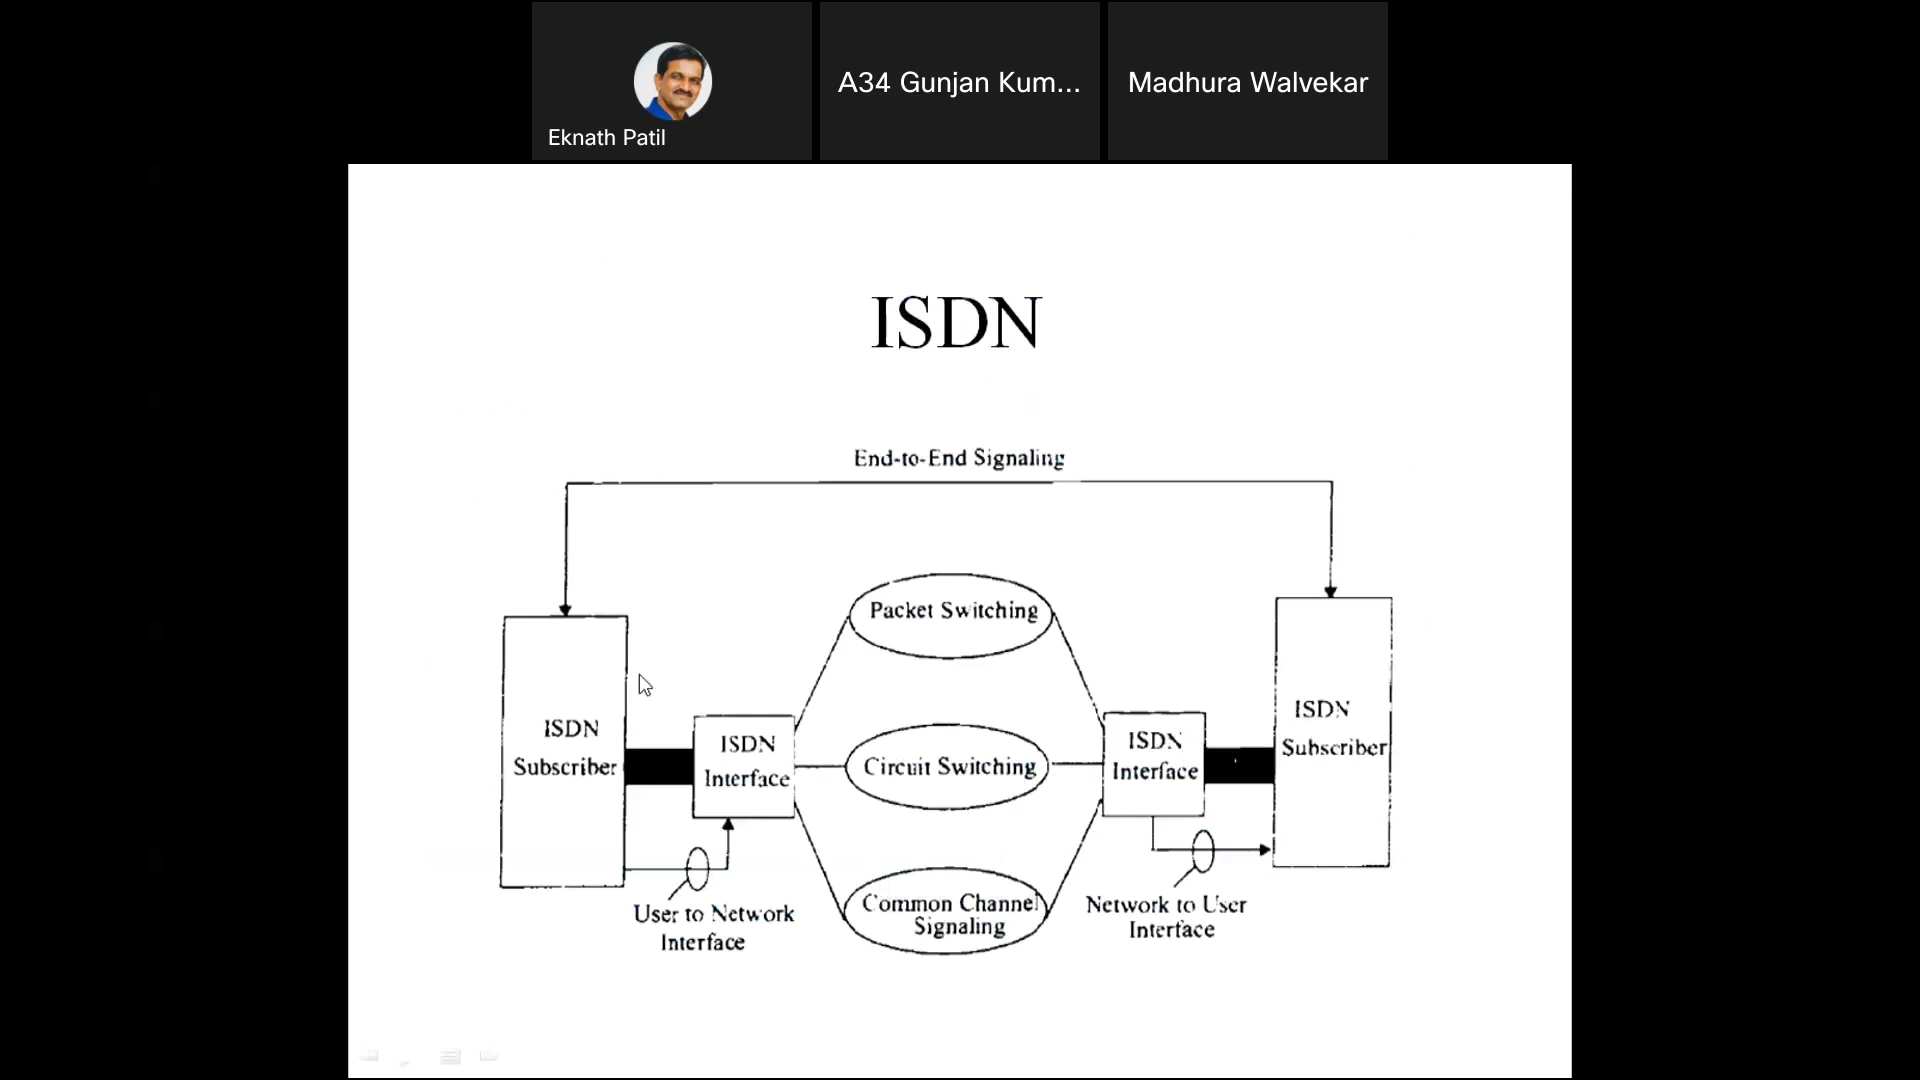 Eknath Patil
A34 Gunjan Kum...
Madhura Walvekar
ISDN
End-to-End Signaling
Packet Switching
ISDN
Subscriber
ISDN
Interface
Circuit Switching
ISDN
Interface
ISDN
Subscriber
User to Network
Interface
Common Channel
Signaling
Network to User
Interface